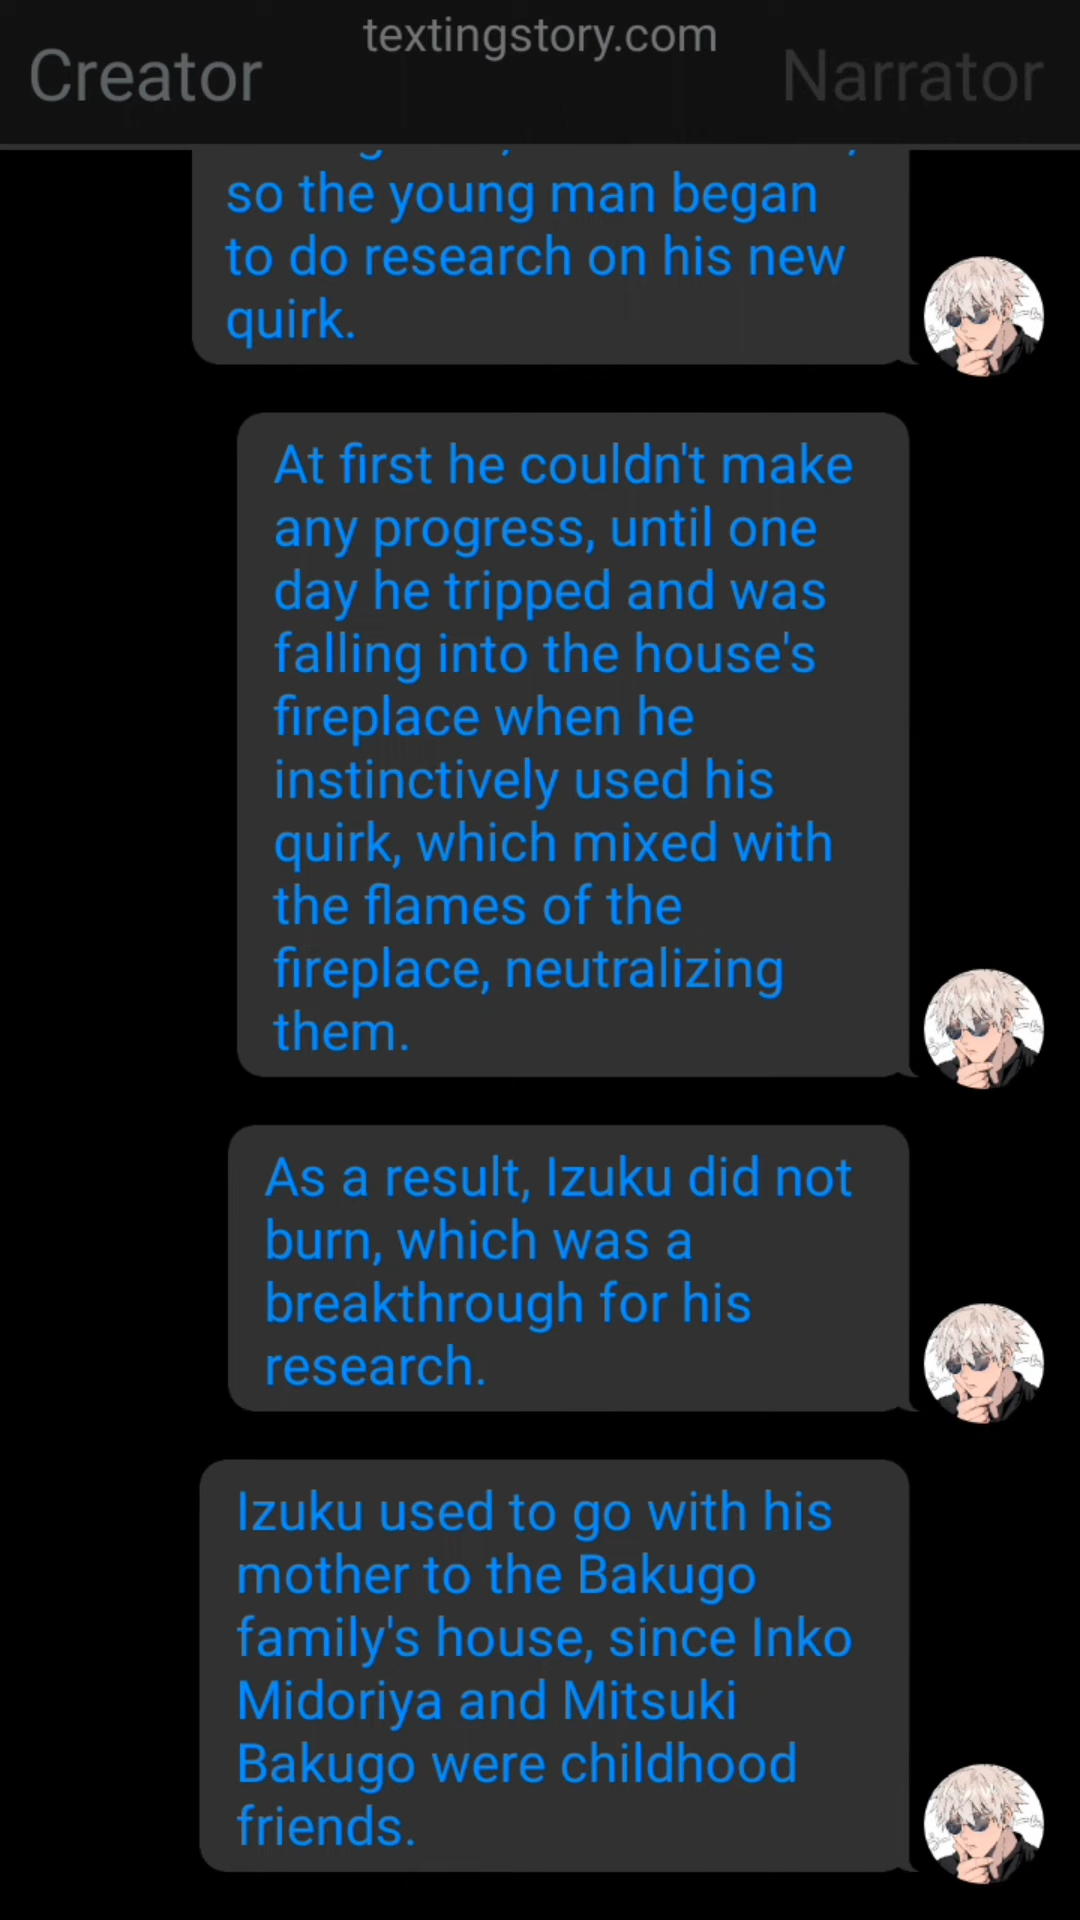 textingstory.com
Creator
Narrator
so the young man began
to do research on his new
quirk.
At first he couldn't make
any progress, until one
day he tripped and was
falling into the house's
fireplace when he
instinctively used his
quirk, which mixed with
the flames of the
fireplace, neutralizing
them.
As a result, Izuku did not
burn, which was a
breakthrough for his
research.
Izuku used to go with his
mother to the Bakugo
family's house, since Inko
Midoriya and Mitsuki
Bakugo were childhood
friends.